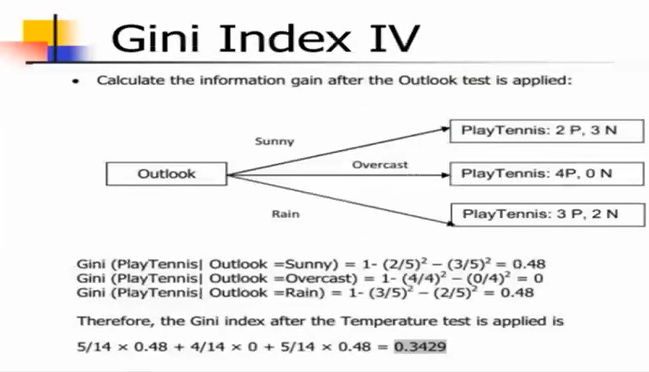 Gini Index IV
• Calculate the information gain after the Outlook test is applied:
PlayTennis: 2 P, 3 N
Sunny
Overcast
Outlook
PlayTennis: 4P, 0 N
Rain
PlayTennis: 3 P, 2 N
Gini (PlayTennis| Outlook =Sunny) = 1- (2/5)² − (3/5)² = 0.48
Gini (PlayTennis| Outlook =Overcast) = 1- (4/4)² − (0/4)² = 0
Gini (PlayTennis| Outlook =Rain) = 1- (3/5)² − (2/5)² = 0.48
Therefore, the Gini index after the Temperature test is applied is
5/14 × 0.48 + 4/14 × 0 + 5/14 × 0.48 = 0.3429